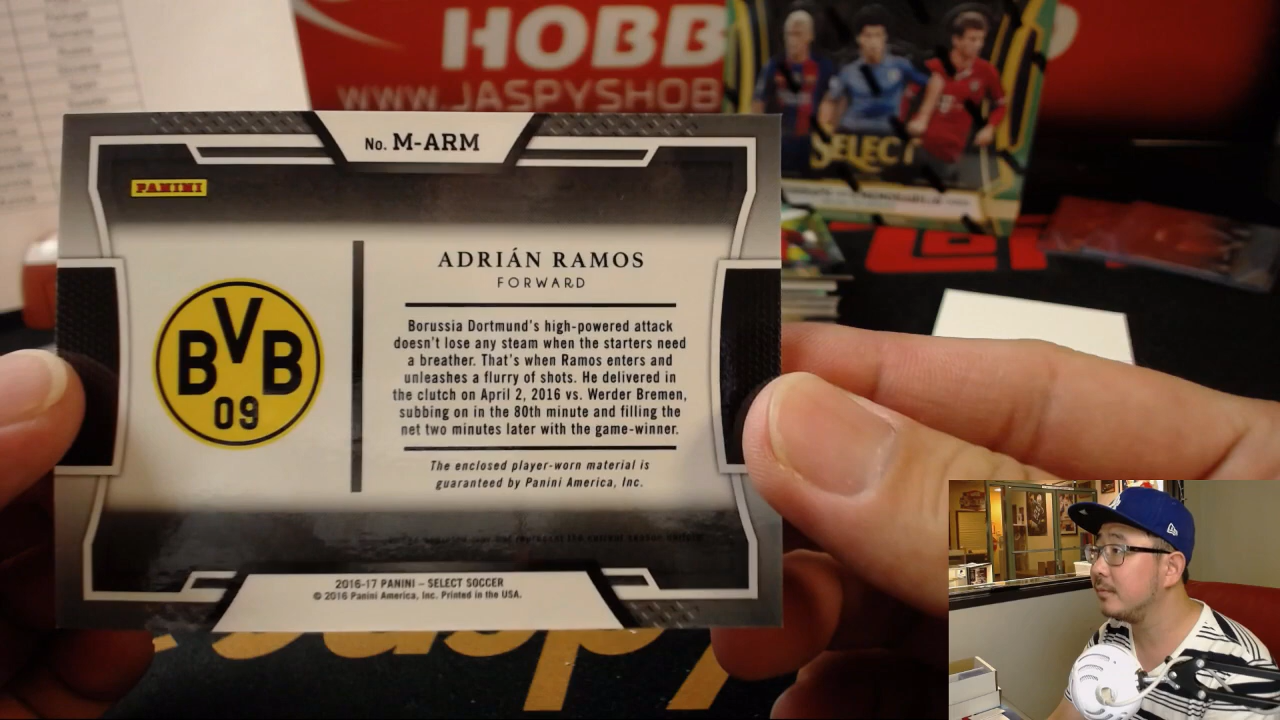 HOBB
WWW.JASPYSHOB
SELECT
No. M-ARM
PANINI
BVB
09
ADRIÁN RAMOS
FORWARD
Borussia Dortmund's high-powered attack
doesn't lose any steam when the starters need
a breather. That's when Ramos enters and
unleashes a flurry of shots. He delivered in
the clutch on April 2, 2016 vs. Werder Bremen,
subbing on in the 80th minute and filling the
net two minutes later with the game-winner.
The enclosed player-worn material is
guaranteed by Panini America, Inc.
2016-17 PANINI – SELECT SOCCER
© 2016 Panini America, Inc. Printed in the USA.